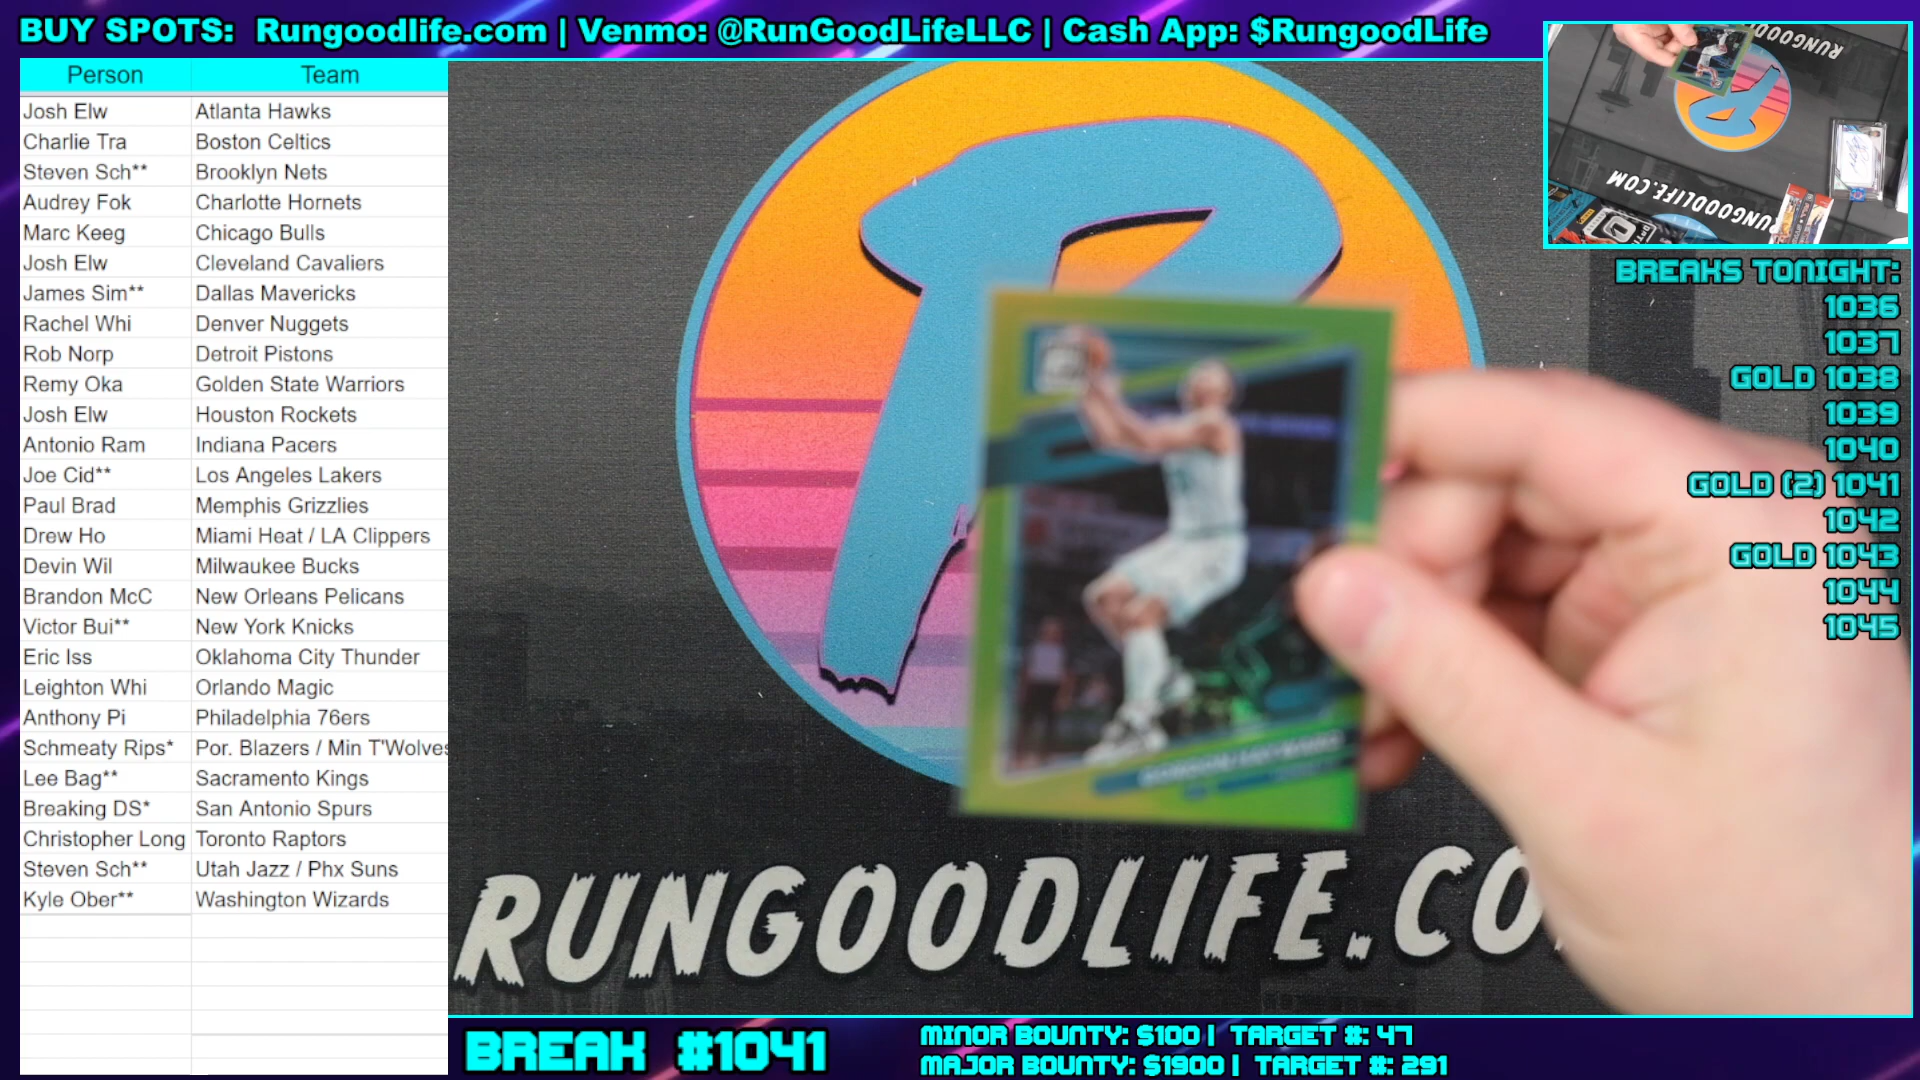 BUY SPOTS: Rungoodlife.com | Venmo: @RunGoodLifeLLC | Cash App: $RungoodLife
Person Team
Josh Elw Atlanta Hawks
Charlie Tra Boston Celtics
Steven Sch** Brooklyn Nets
Audrey Fok Charlotte Hornets
Marc Keeg Chicago Bulls
Josh Elw Cleveland Cavaliers
James Sim** Dallas Mavericks
Rachel Whi Denver Nuggets
Rob Norp Detroit Pistons
Remy Oka Golden State Warriors
Josh Elw Houston Rockets
Antonio Ram Indiana Pacers
Joe Cid** Los Angeles Lakers
Paul Brad Memphis Grizzlies
Drew Ho Miami Heat / LA Clippers
Devin Wil Milwaukee Bucks
Brandon McC New Orleans Pelicans
Victor Bui** New York Knicks
Eric Iss Oklahoma City Thunder
Leighton Whi Orlando Magic
Anthony Pi Philadelphia 76ers
Schmeaty Rips* Por. Blazers / Min T'Wolves
Lee Bag** Sacramento Kings
Breaking DS* San Antonio Spurs
Christopher Long Toronto Raptors
Steven Sch** Utah Jazz / Phx Suns
Kyle Ober** Washington Wizards
R
GORDON HAYWARD
RUNGOODLIFE.CO
RUNGOODLIFE.COM
BREAKS TONIGHT:
1036
1037
GOLD 1038
1039
1040
GOLD (2) 1041
1042
GOLD 1043
1044
1045
BREAK #1041
MINOR BOUNTY: $100 | TARGET #: 47
MAJOR BOUNTY: $1900 | TARGET #: 291